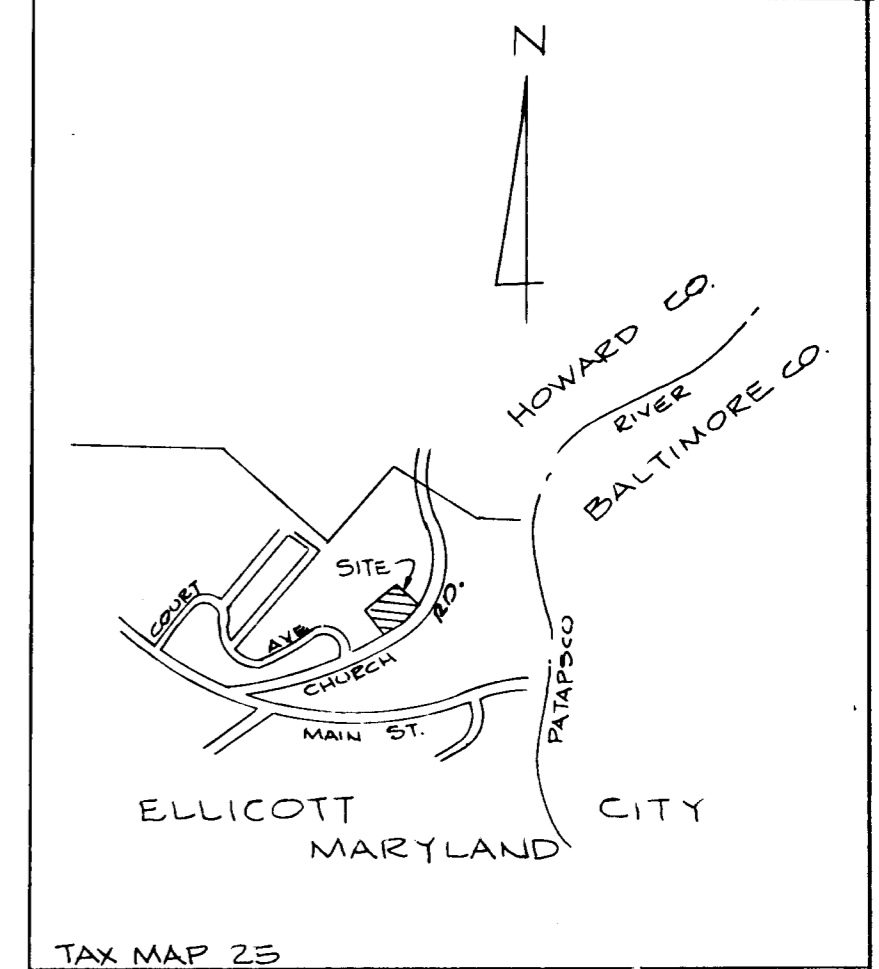 N
HOWARD CO.
RIVER
BALTIMORE CO.
SITE
COURT
AVE
RD.
CHURCH
PATAPSCO
MAIN ST.
ELLICOTT CITY
MARYLAND
TAX MAP 25